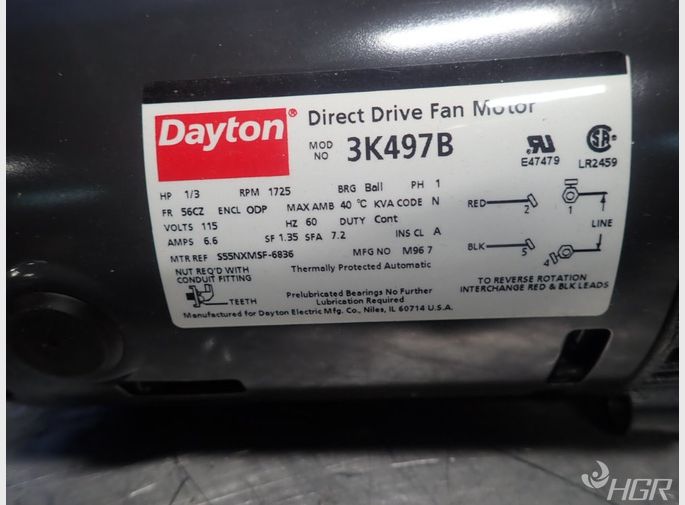 Dayton®
Direct Drive Fan Motor
MOD NO 3K497B
E47479
LR2459
HP 1/3 RPM 1725 BRG Ball PH 1
FR 56CZ ENCL ODP MAX AMB 40 °C KVA CODE N
VOLTS 115 HZ 60 DUTY Cont
AMPS 6.6 SF 1.35 SFA 7.2 INS CL A
MTR REF S55NXMSF-6836 MFG NO M96 7
NUT REQ'D WITH
CONDUIT FITTING
TEETH
Thermally Protected Automatic
Prelubricated Bearings No Further
Lubrication Required
Manufactured for Dayton Electric Mfg. Co., Niles, IL 60714 U.S.A.
RED 2 1
LINE
BLK 5 4
TO REVERSE ROTATION
INTERCHANGE RED & BLK LEADS
HGR